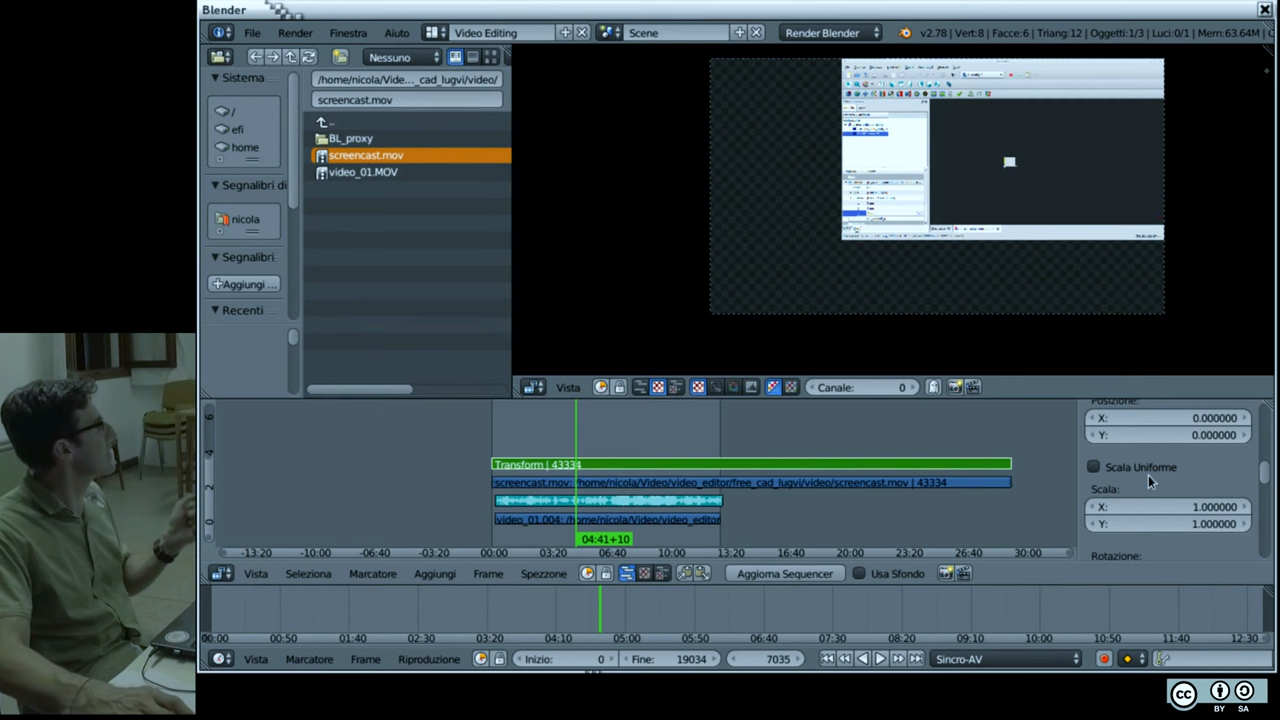 Blender
File Render Finestra Aiuto Video Editing Scene Render Blender v2.78 | Vert:8 | Facce:6 | Triang:12 | Oggetti:1/3 | Luci:0/1 | Mem:63.64M
Nessuno
Sistema
/
efi
home
Segnalibri di
nicola
Segnalibri
Aggiungi ...
Recenti
/home/nicola/Vide... _cad_lugvi/video/
screencast.mov
..
BL_proxy
screencast.mov
video_01.MOV
Vista Canale: 0
6
4
2
0
Transform | 43334
screencast.mov: /home/nicola/Video/video_editor/free_cad_lugvi/video/screencast.mov | 43334
video_01.004: /home/nicola/Video/video_editor
04:41+10
-13:20 -10:00 -06:40 -03:20 00:00 03:20 06:40 10:00 13:20 16:40 20:00 23:20 26:40 30:00
Posizione:
X: 0.000000
Y: 0.000000
Scala Uniforme
Scala:
X: 1.000000
Y: 1.000000
Rotazione:
Vista Seleziona Marcatore Aggiungi Frame Spezzone Aggiorna Sequencer Usa Sfondo
00:00 00:50 01:40 02:30 03:20 04:10 05:00 05:50 06:40 07:30 08:20 09:10 10:00 10:50 11:40 12:30
Vista Marcatore Frame Riproduzione Inizio: 0 Fine: 19034 7035 Sincro-AV
cc BY SA